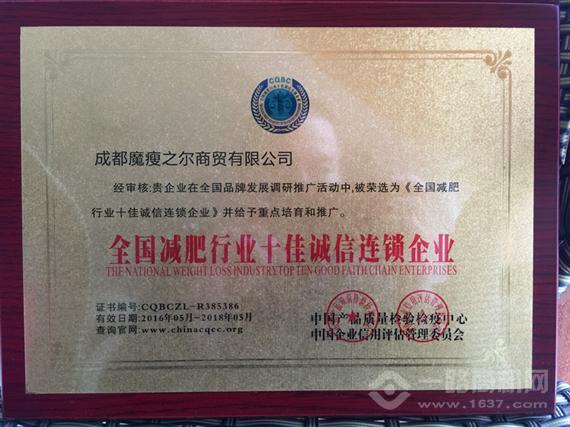 CQBC
成都魔瘦之尔商贸有限公司
经审核:贵企业在全国品牌发展调研推广活动中,被荣选为《全国减肥
行业十佳诚信连锁企业》并给予重点培育和推广。
全国减肥行业十佳诚信连锁企业
THE NATIONAL WEIGHT LOSS INDUSTRY TOP TEN GOOD FAITH CHAIN ENTERPRISES
证书编号:CQBCZL-R385386
有效日期:2016年05月-2018年05月
查询官网:www.chinacqec.org
中国产品质量检验检疫中心
中国企业信用评估管理委员会
一路商机网
www.1637.com